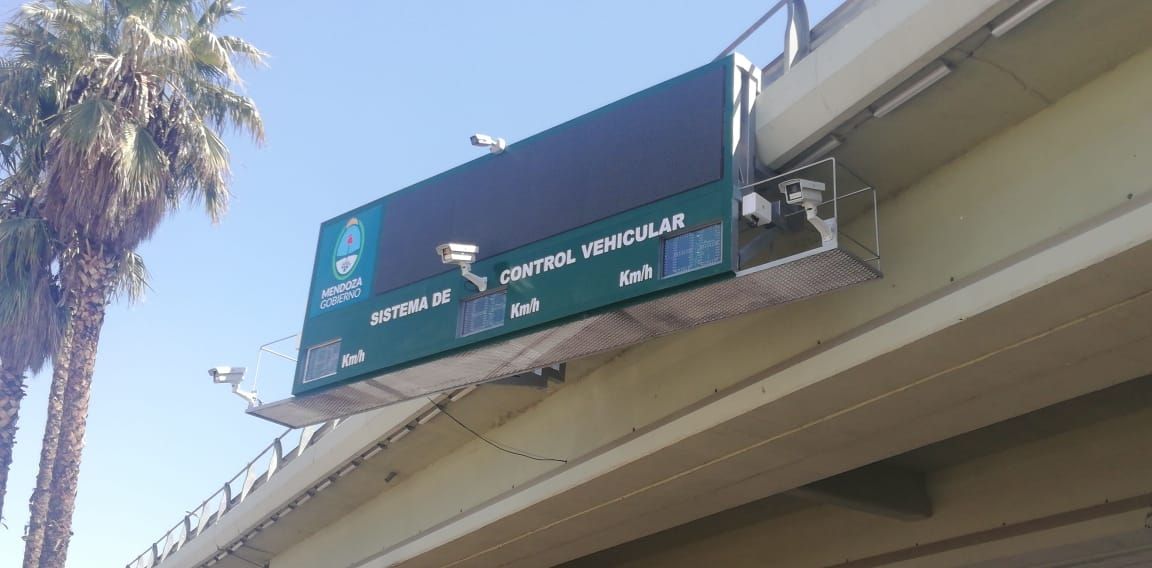 MENDOZA
GOBIERNO
SISTEMA DE CONTROL VEHICULAR
Km/h
Km/h
Km/h